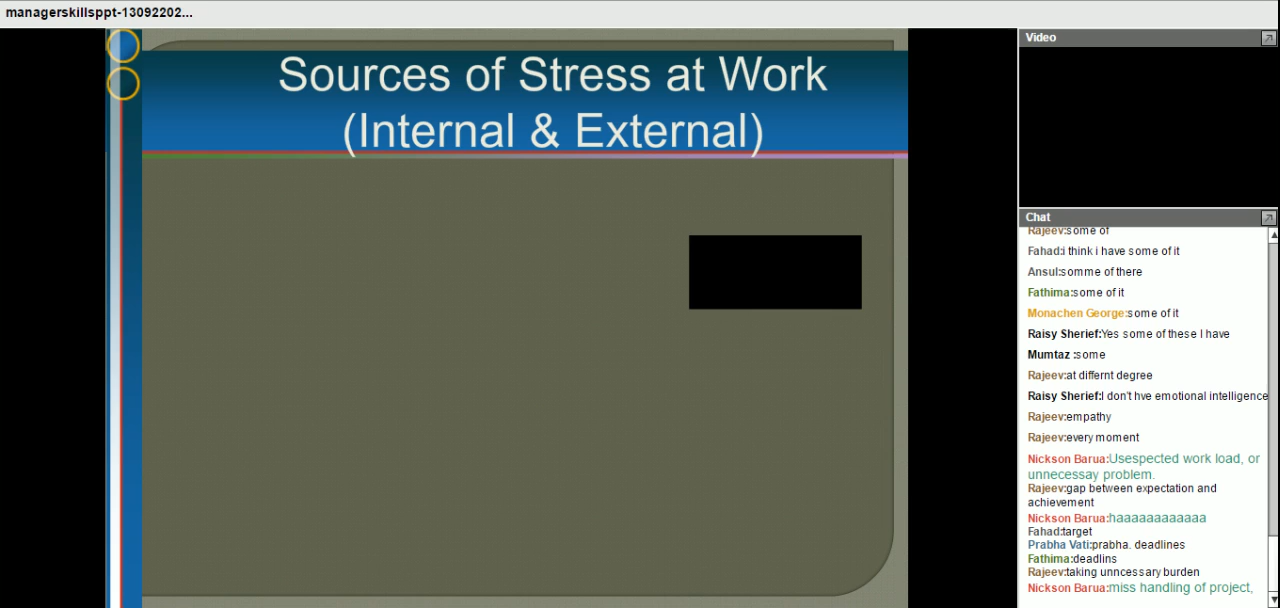 managerskillsppt-13092202...
Sources of Stress at Work
(Internal & External)
Video
Chat
Rajeev:some of
Fahad:i think i have some of it
Ansul:somme of there
Fathima:some of it
Monachen George:some of it
Raisy Sherief:Yes some of these I have
Mumtaz :some
Rajeev:at differnt degree
Raisy Sherief:I don't hve emotional intelligence
Rajeev:empathy
Rajeev:every moment
Nickson Barua:Usespected work load, or
unnecessay problem.
Rajeev:gap between expectation and
achievement
Nickson Barua:haaaaaaaaaaaa
Fahad:target
Prabha Vati:prabha. deadlines
Fathima:deadlins
Rajeev:taking unncessary burden
Nickson Barua:miss handling of project,